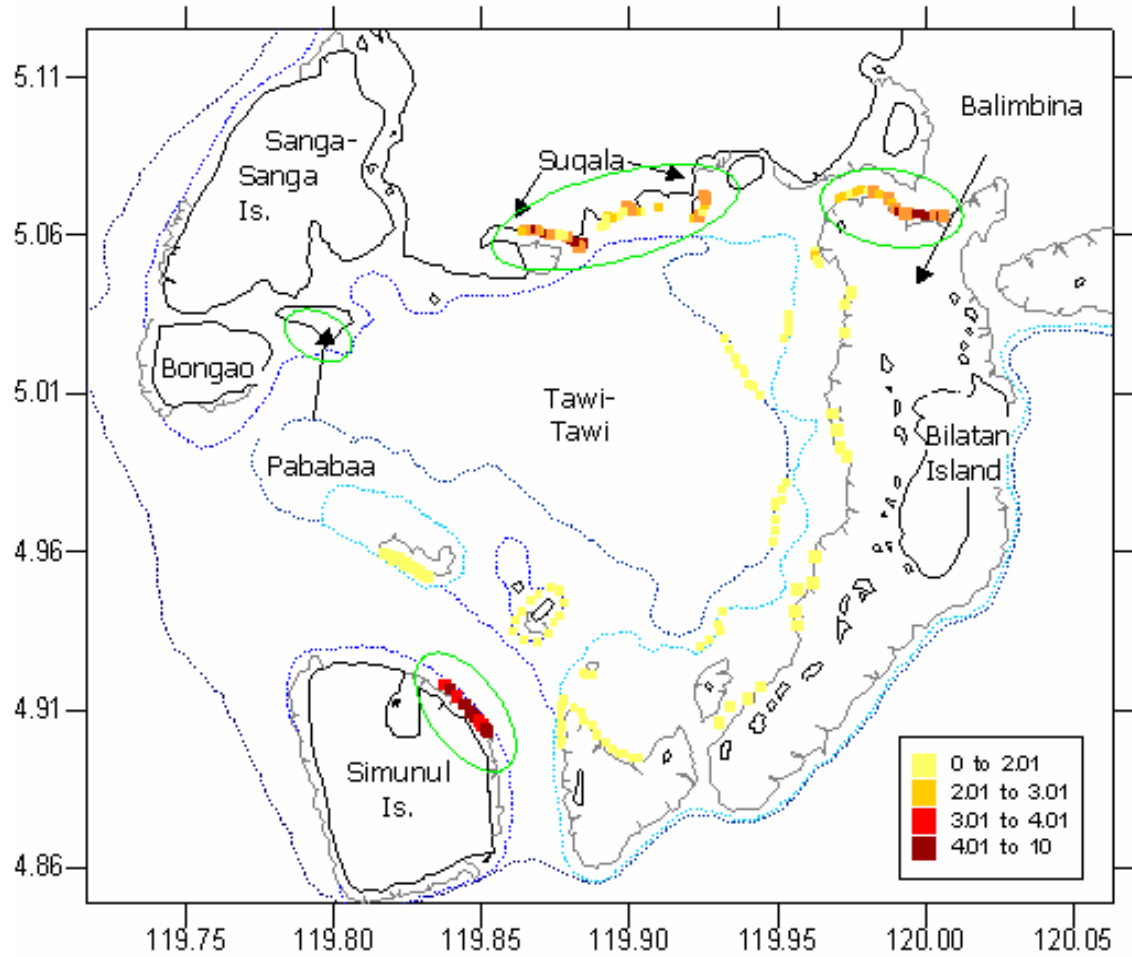 5.11
5.06
5.01
4.96
4.91
4.86
Sanga-
Sanga
Is.
Suqala
Balimbina
Bongao
Tawi-
Tawi
Pababaa
Bilatan
Island
Simunul
Is.
0 to 2.01
2.01 to 3.01
3.01 to 4.01
4.01 to 10
119.75 119.80 119.85 119.90 119.95 120.00 120.05